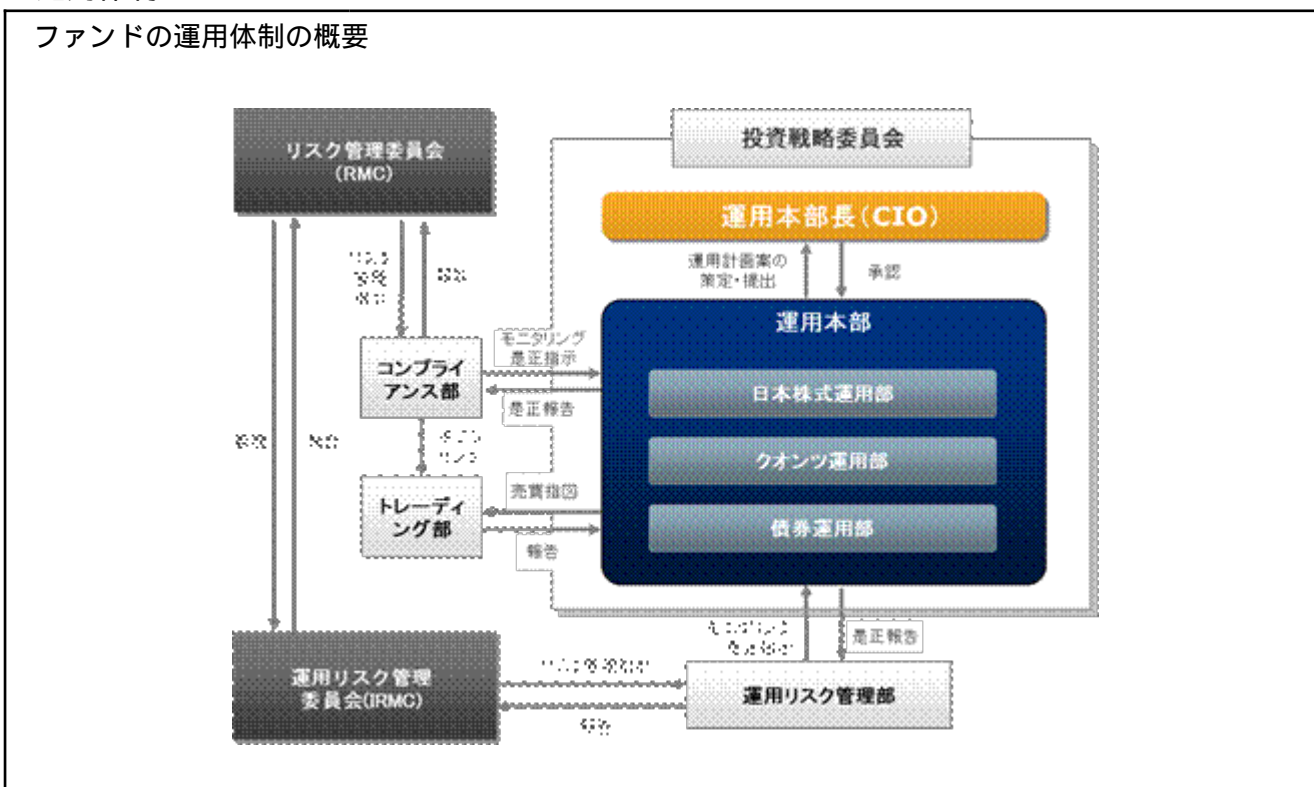 ファンドの運用体制の概要
リスク管理委員会
(RMC)
投資戦略委員会
運用本部長(CIO)
運用計画案の
策定・提出
承認
運用本部
モニタリング
是正指示
コンプライ
アンス部
日本株式運用部
是正報告
クオンツ運用部
売買指図
トレーディ
ング部
債券運用部
報告
是正報告
運用リスク管理
委員会(IRMC)
運用リスク管理部